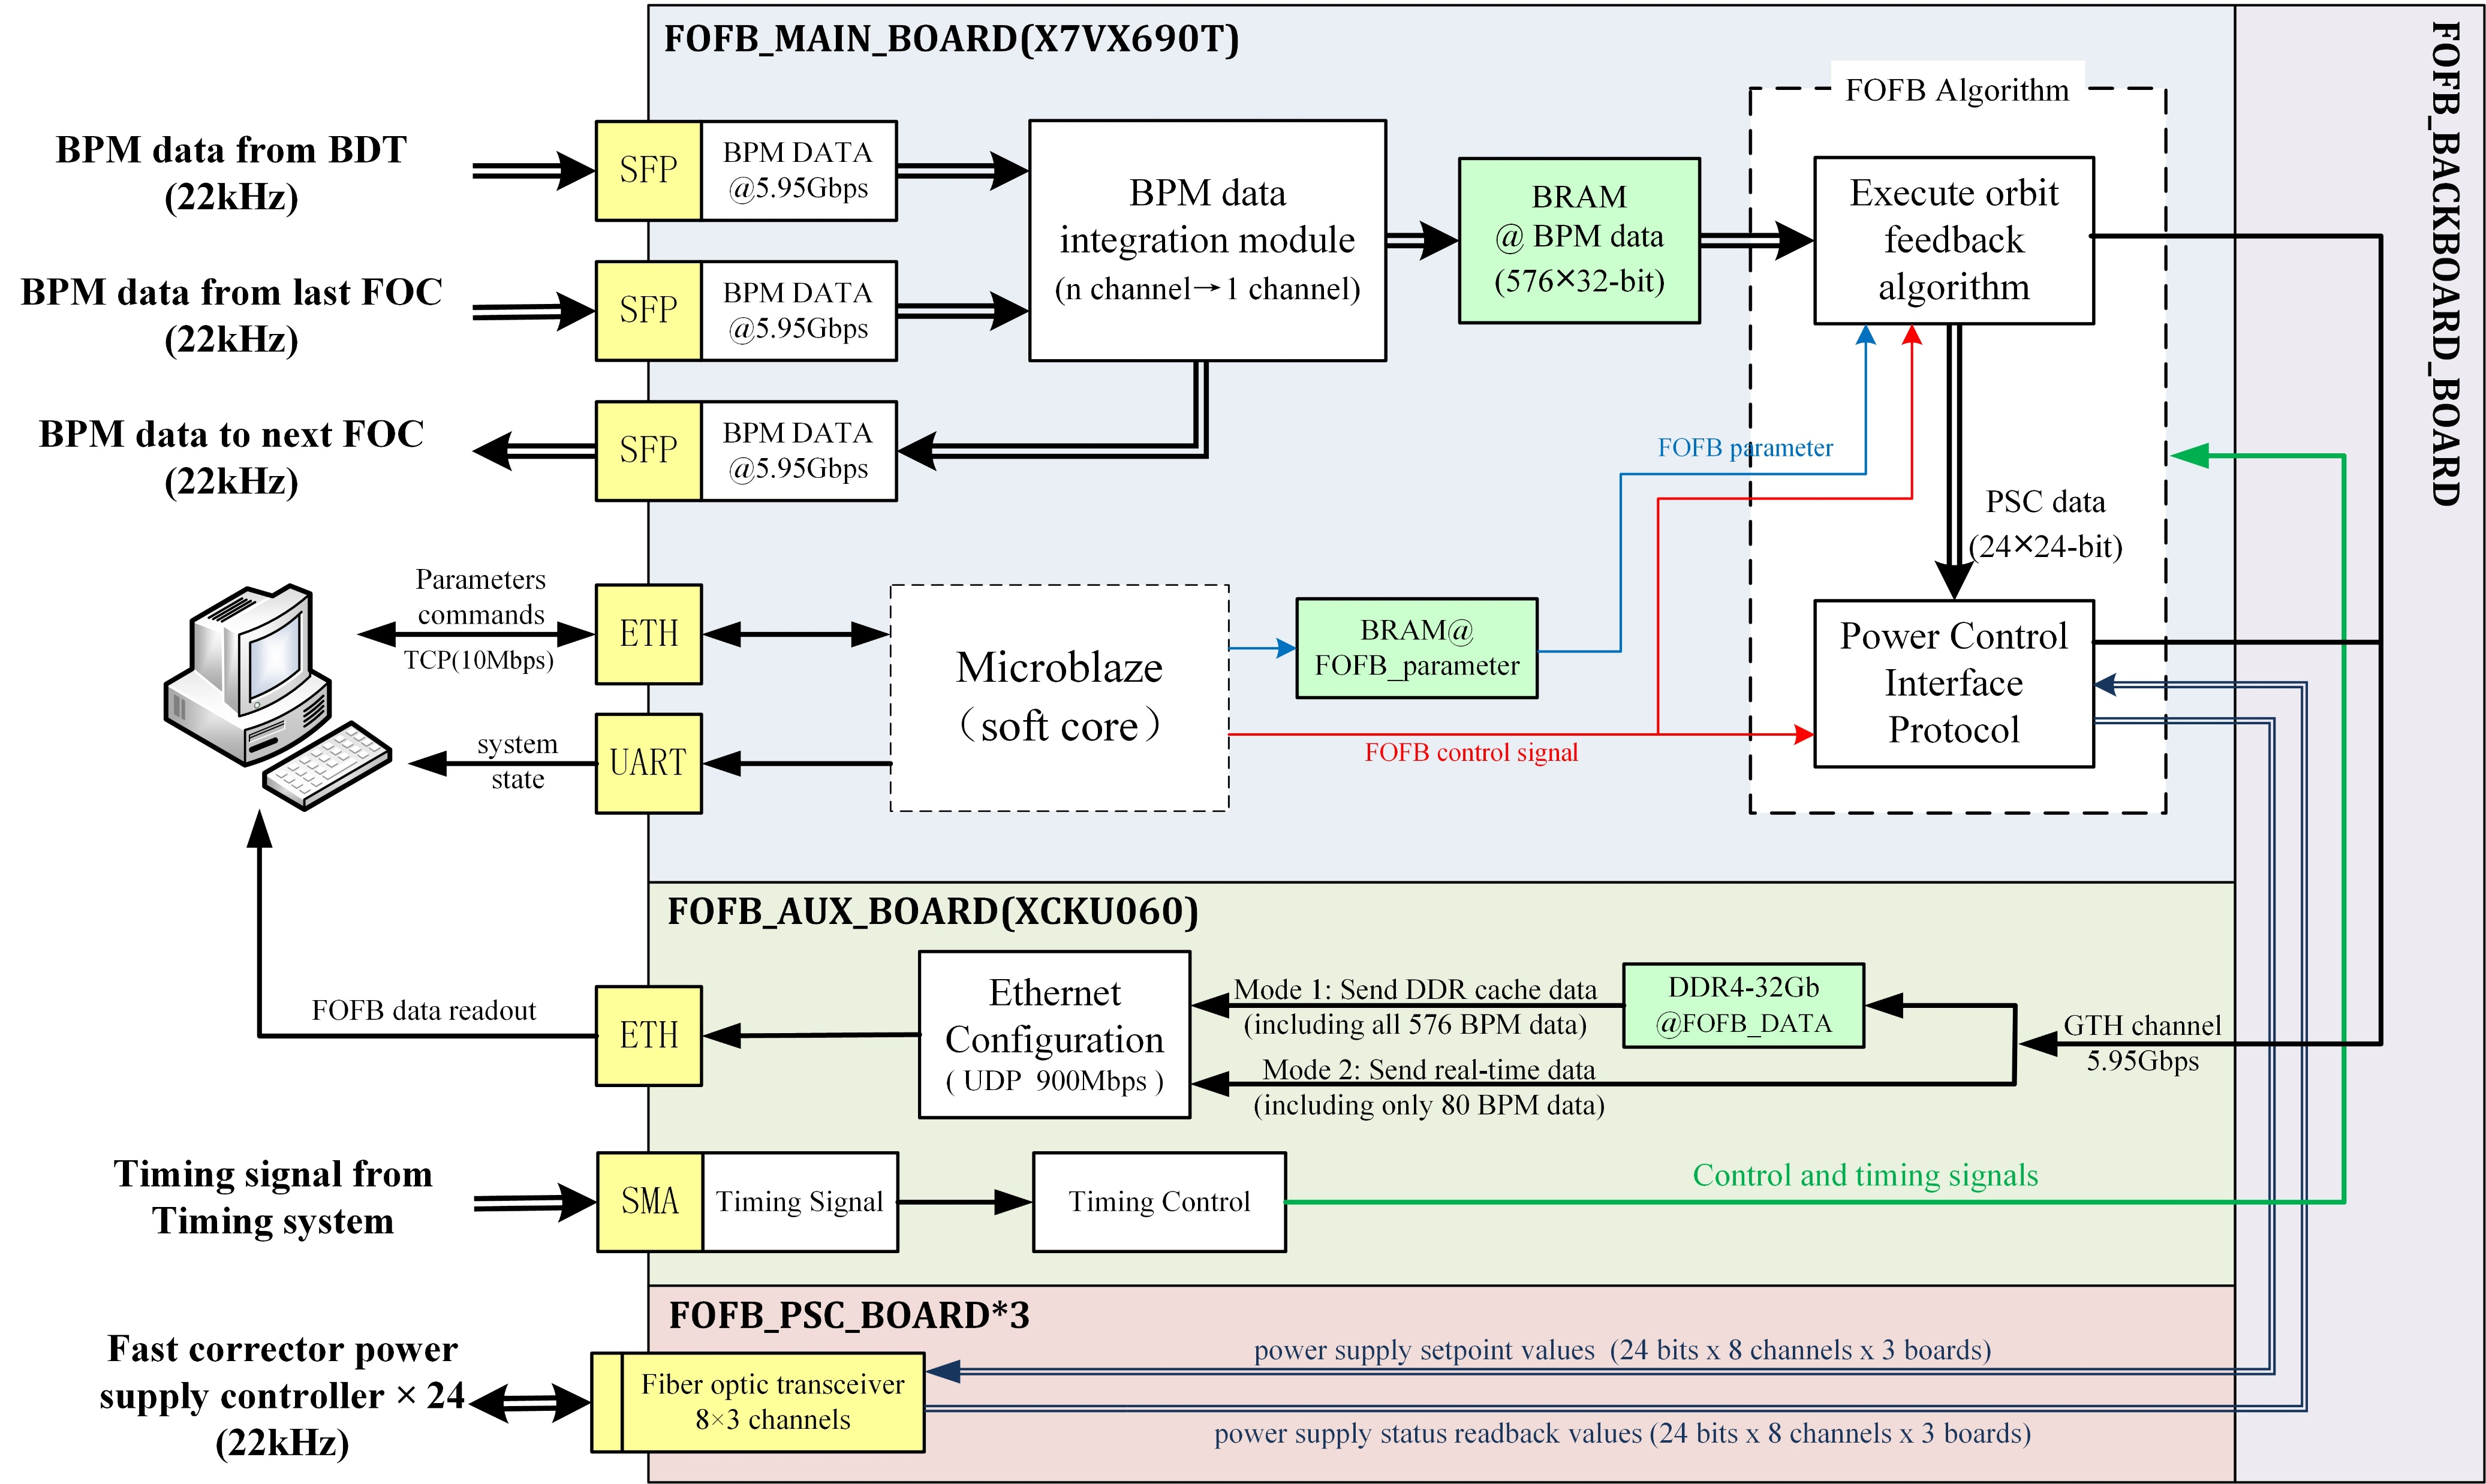 FOFB_MAIN_BOARD(X7VX690T)
FOFB_BACKBOARD_BOARD
FOFB Algorithm
BPM data from BDT
(22kHz)
SFP
BPM DATA
@5.95Gbps
BPM data
integration module
(n channel→1 channel)
BRAM
@ BPM data
(576×32-bit)
Execute orbit
feedback
algorithm
BPM data from last FOC
(22kHz)
SFP
BPM DATA
@5.95Gbps
BPM data to next FOC
(22kHz)
SFP
BPM DATA
@5.95Gbps
FOFB parameter
PSC data
(24×24-bit)
Parameters
commands
TCP(10Mbps)
ETH
Microblaze
（soft core）
BRAM@
FOFB_parameter
Power Control
Interface
Protocol
system
state
UART
FOFB control signal
FOFB_AUX_BOARD(XCKU060)
FOFB data readout
ETH
Ethernet
Configuration
( UDP 900Mbps )
Mode 1: Send DDR cache data
(including all 576 BPM data)
DDR4-32Gb
@FOFB_DATA
Mode 2: Send real-time data
(including only 80 BPM data)
GTH channel
5.95Gbps
Timing signal from
Timing system
SMA
Timing Signal
Timing Control
Control and timing signals
FOFB_PSC_BOARD*3
Fast corrector power
supply controller × 24
(22kHz)
Fiber optic transceiver
8×3 channels
power supply setpoint values (24 bits x 8 channels x 3 boards)
power supply status readback values (24 bits x 8 channels x 3 boards)